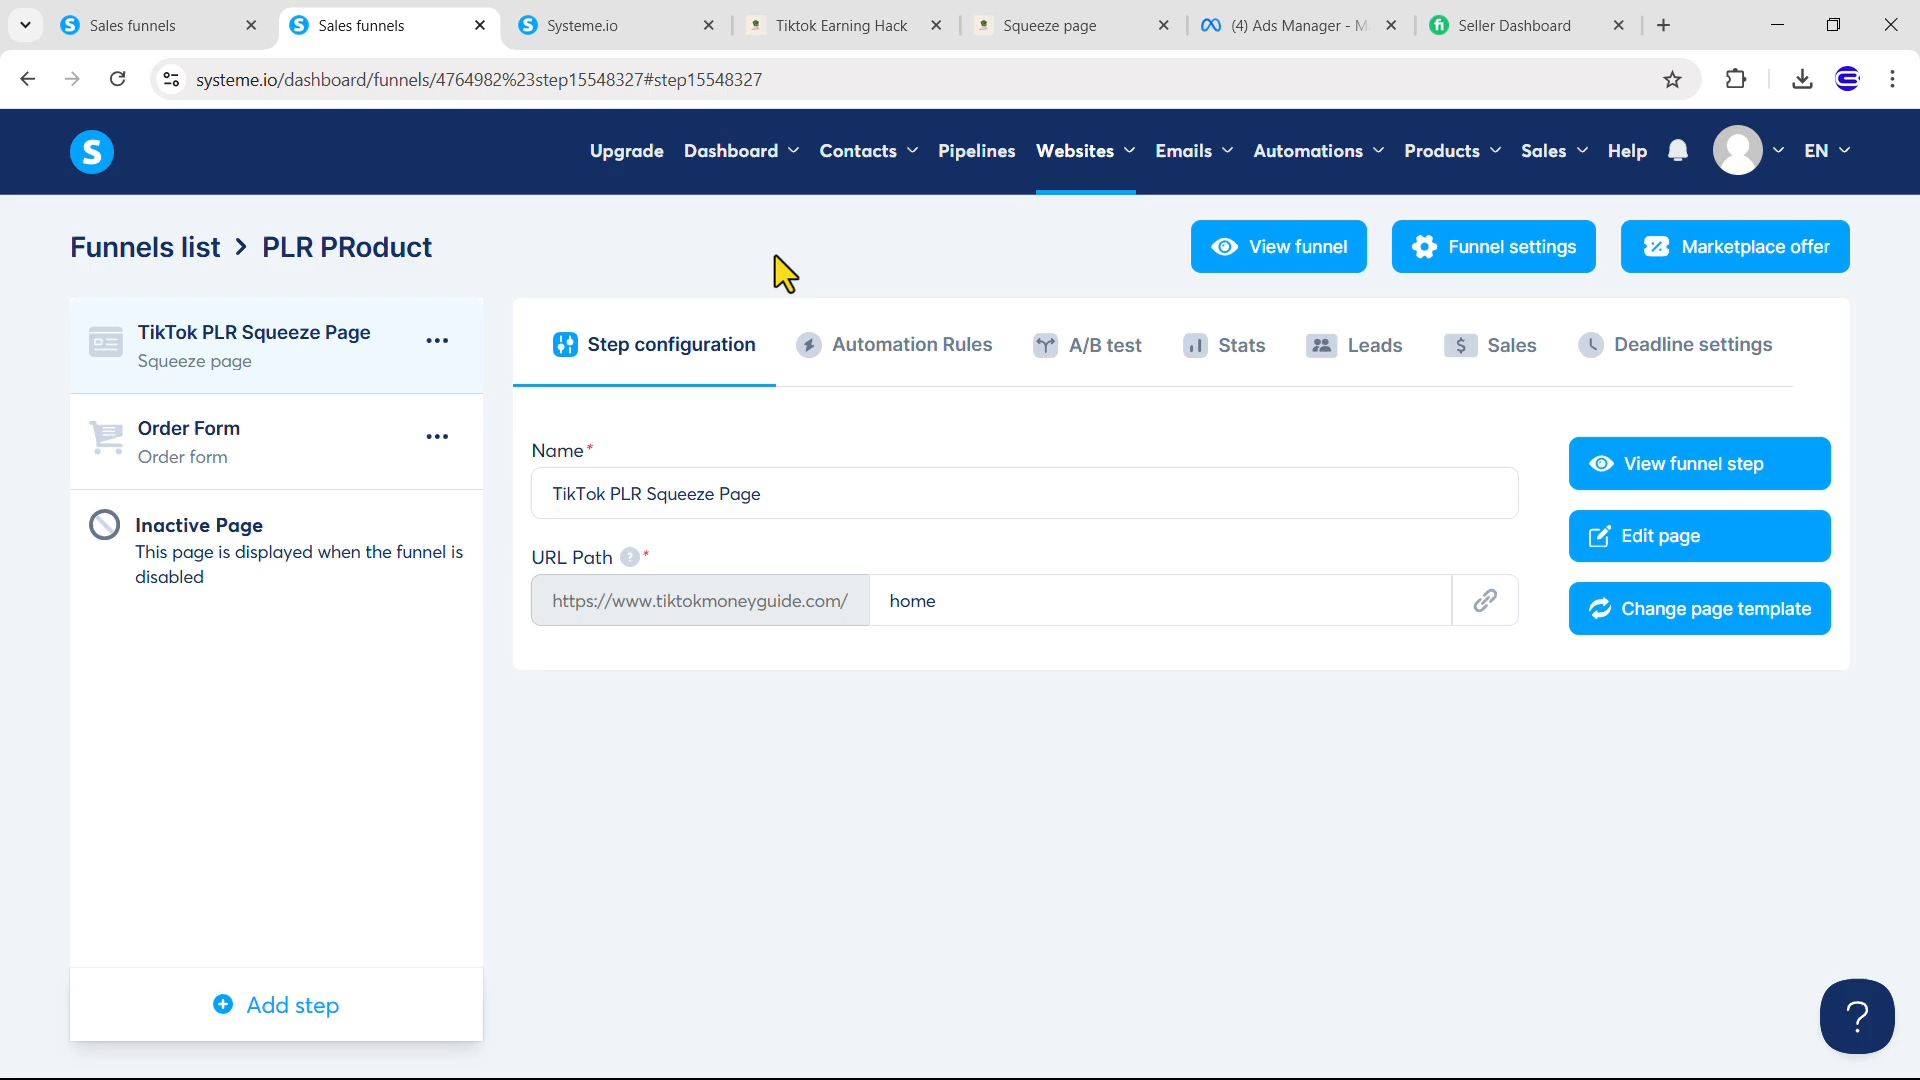 Sales funnels
Sales funnels
Systeme.io
Tiktok Earning Hack
Squeeze page
(4) Ads Manager - M
Seller Dashboard
systeme.io/dashboard/funnels/4764982%23step15548327#step15548327
S
Upgrade Dashboard Contacts Pipelines Websites Emails Automations Products Sales Help EN
Funnels list > PLR PRoduct
View funnel
Funnel settings
Marketplace offer
TikTok PLR Squeeze Page
Squeeze page
Order Form
Order form
Inactive Page
This page is displayed when the funnel is
disabled
Add step
Step configuration
Automation Rules
A/B test
Stats
Leads
Sales
Deadline settings
Name*
TikTok PLR Squeeze Page
URL Path ? *
https://www.tiktokmoneyguide.com/ home
View funnel step
Edit page
Change page template
?